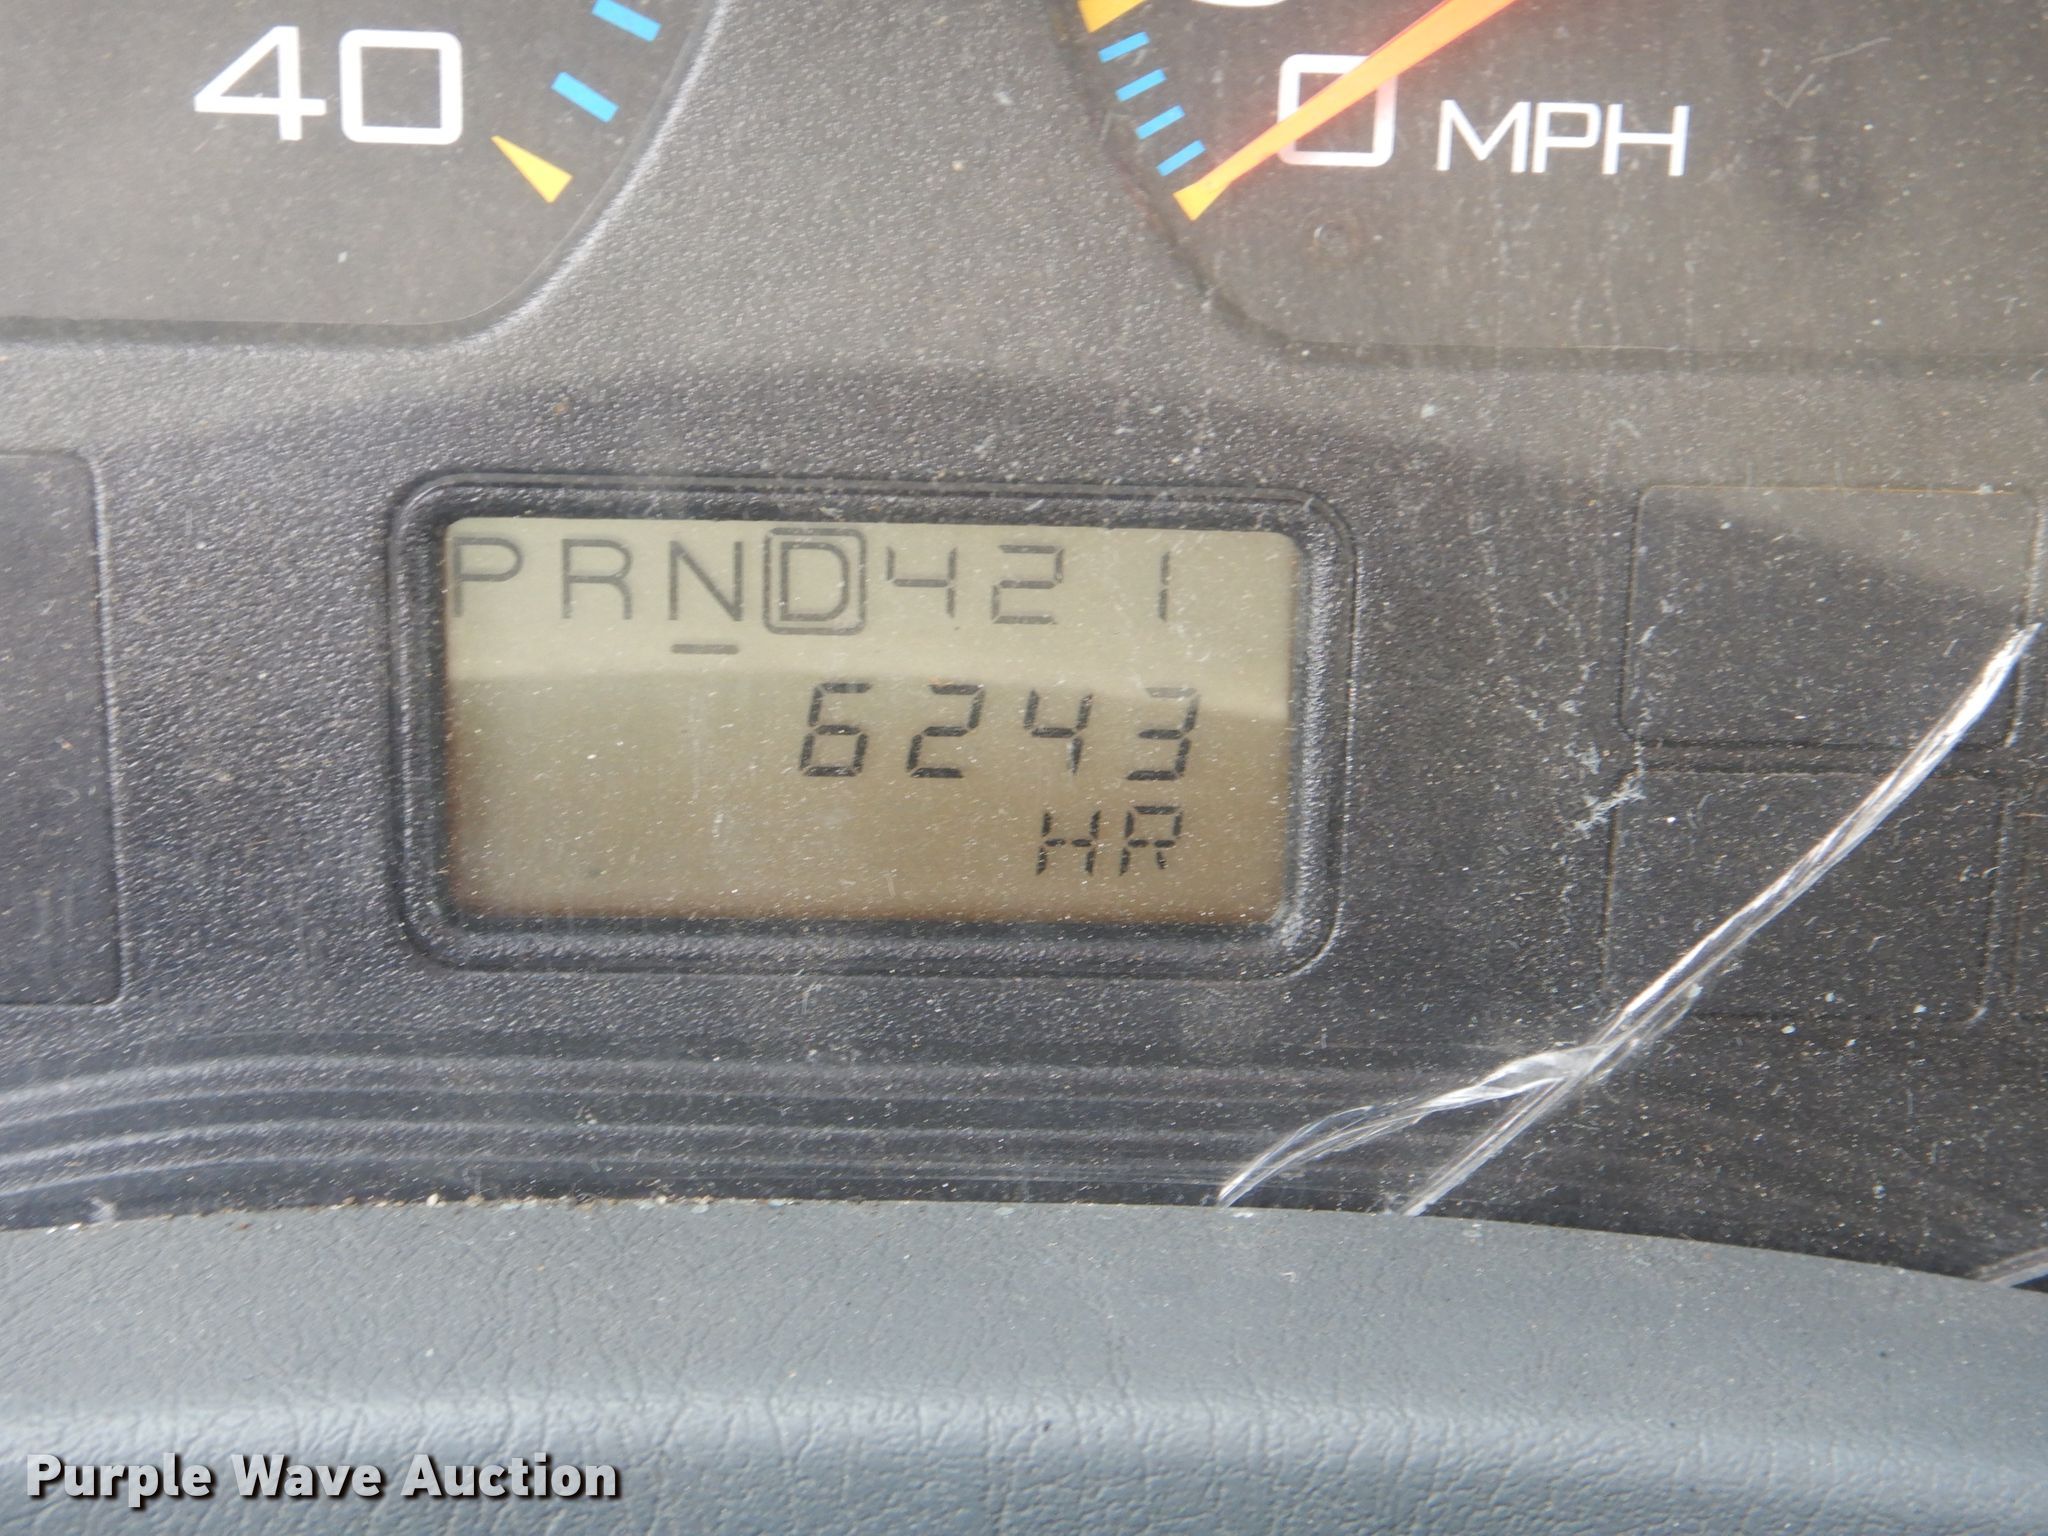 40
0 MPH
PRND421
6243
HR
Purple Wave Auction